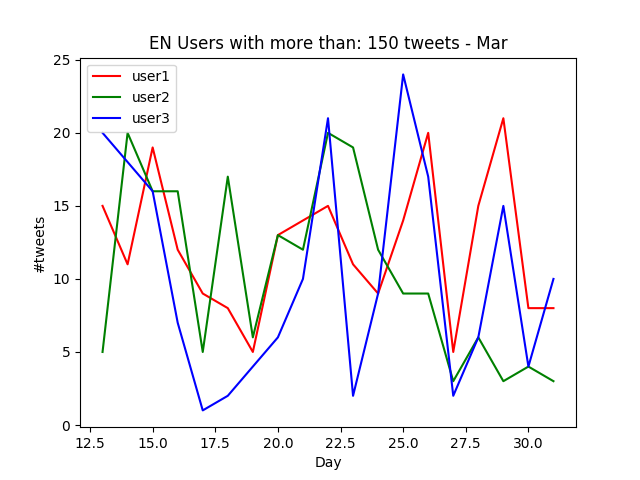 EN Users with more than: 150 tweets - Mar
user1
user2
user3
25
20
15
10
5
0
#tweets
12.5 15.0 17.5 20.0 22.5 25.0 27.5 30.0
Day